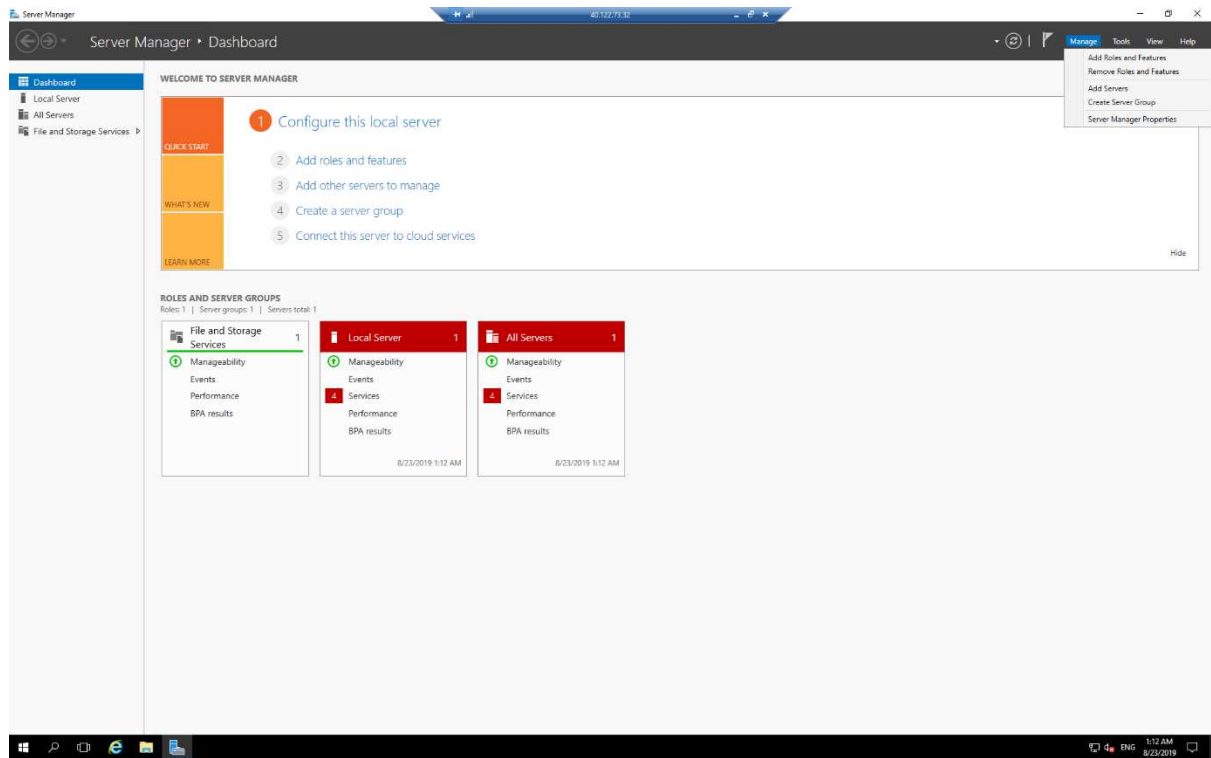 Server Manager
40.122.73.32
Server Manager • Dashboard
Manage Tools View Help
Add Roles and Features
Remove Roles and Features
Add Servers
Create Server Group
Server Manager Properties
Dashboard
Local Server
All Servers
File and Storage Services
WELCOME TO SERVER MANAGER
QUICK START
WHAT'S NEW
LEARN MORE
1 Configure this local server
2 Add roles and features
3 Add other servers to manage
4 Create a server group
5 Connect this server to cloud services
Hide
ROLES AND SERVER GROUPS
Roles: 1 | Server groups: 1 | Servers total: 1
File and Storage
Services 1
Manageability
Events
Performance
BPA results
Local Server 1
Manageability
Events
4 Services
Performance
BPA results
8/23/2019 1:12 AM
All Servers 1
Manageability
Events
4 Services
Performance
BPA results
8/23/2019 1:12 AM
ENG
1:12 AM
8/23/2019